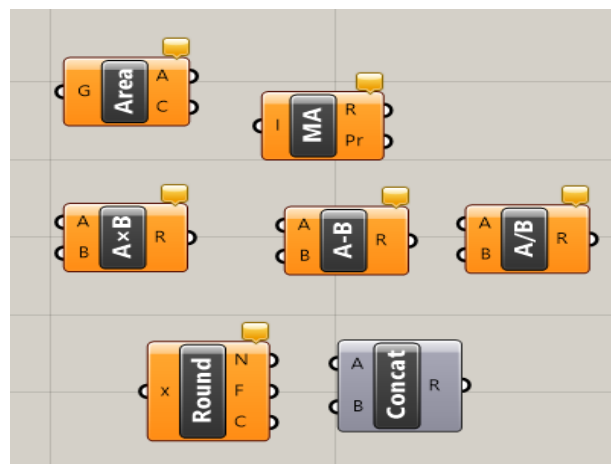 G Area A C
I MA R Pr
A B A×B R
A B A-B R
A B A/B R
x Round N F C
A B Concat R